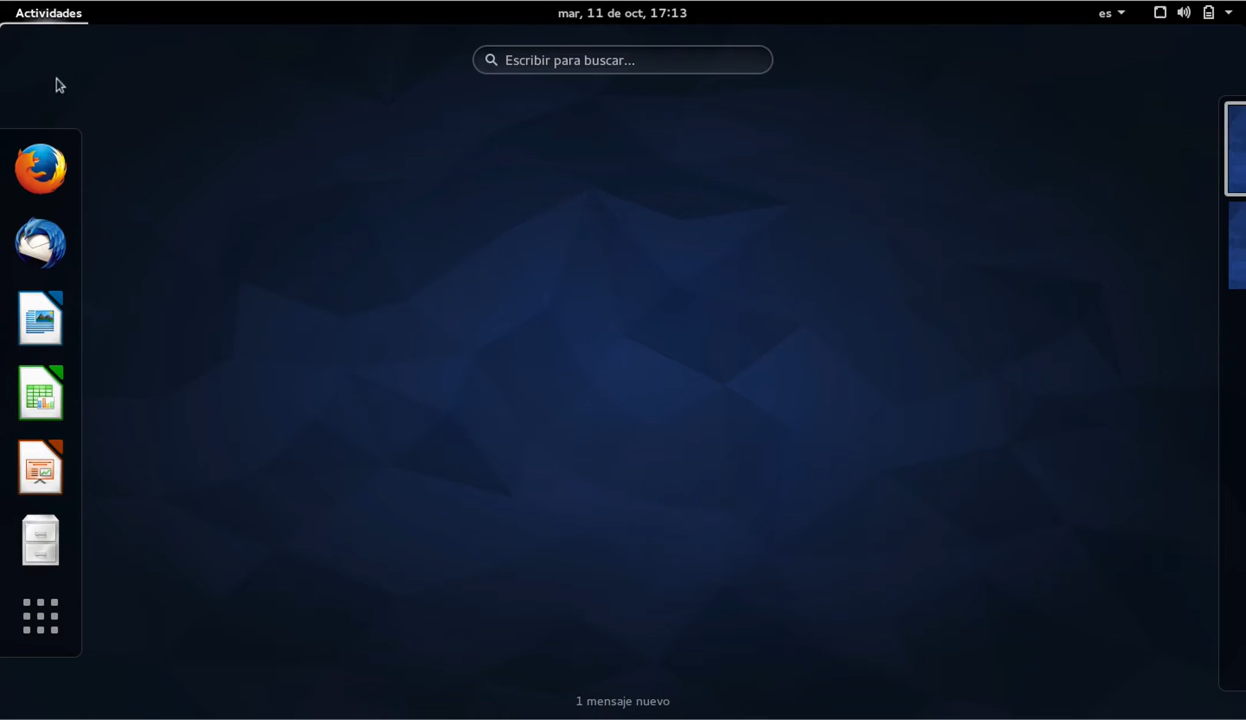 Actividades
mar, 11 de oct, 17:13
es
Escribir para buscar...
1 mensaje nuevo